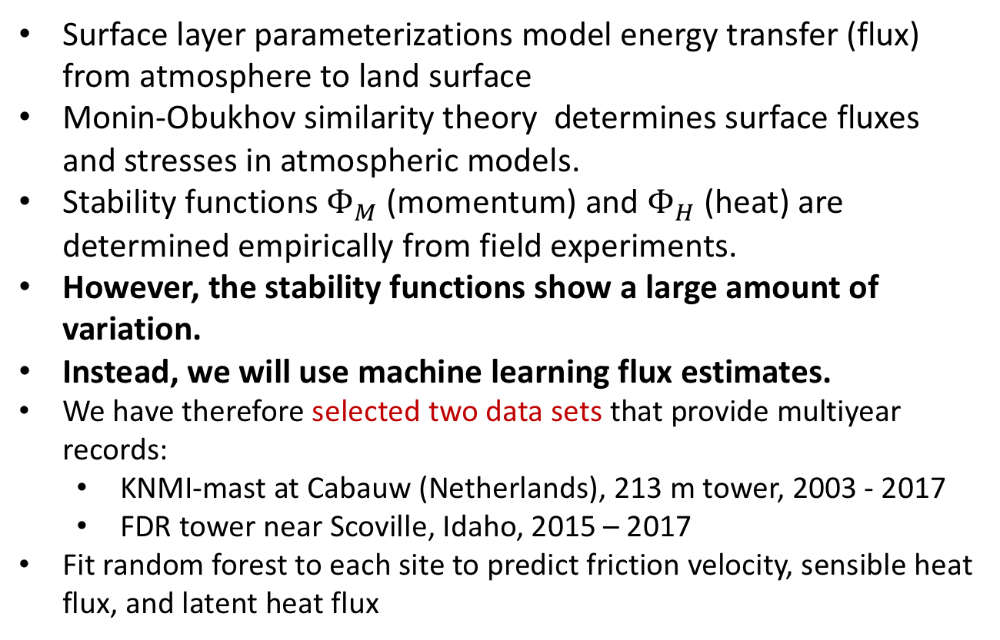 • Surface layer parameterizations model energy transfer (flux)
from atmosphere to land surface
• Monin-Obukhov similarity theory  determines surface fluxes
and stresses in atmospheric models.
• Stability functions Φ_M (momentum) and Φ_H (heat) are
determined empirically from field experiments.
• However, the stability functions show a large amount of
variation.
• Instead, we will use machine learning flux estimates.
• We have therefore selected two data sets that provide multiyear
records:
• KNMI-mast at Cabauw (Netherlands), 213 m tower, 2003 - 2017
• FDR tower near Scoville, Idaho, 2015 – 2017
• Fit random forest to each site to predict friction velocity, sensible heat
flux, and latent heat flux